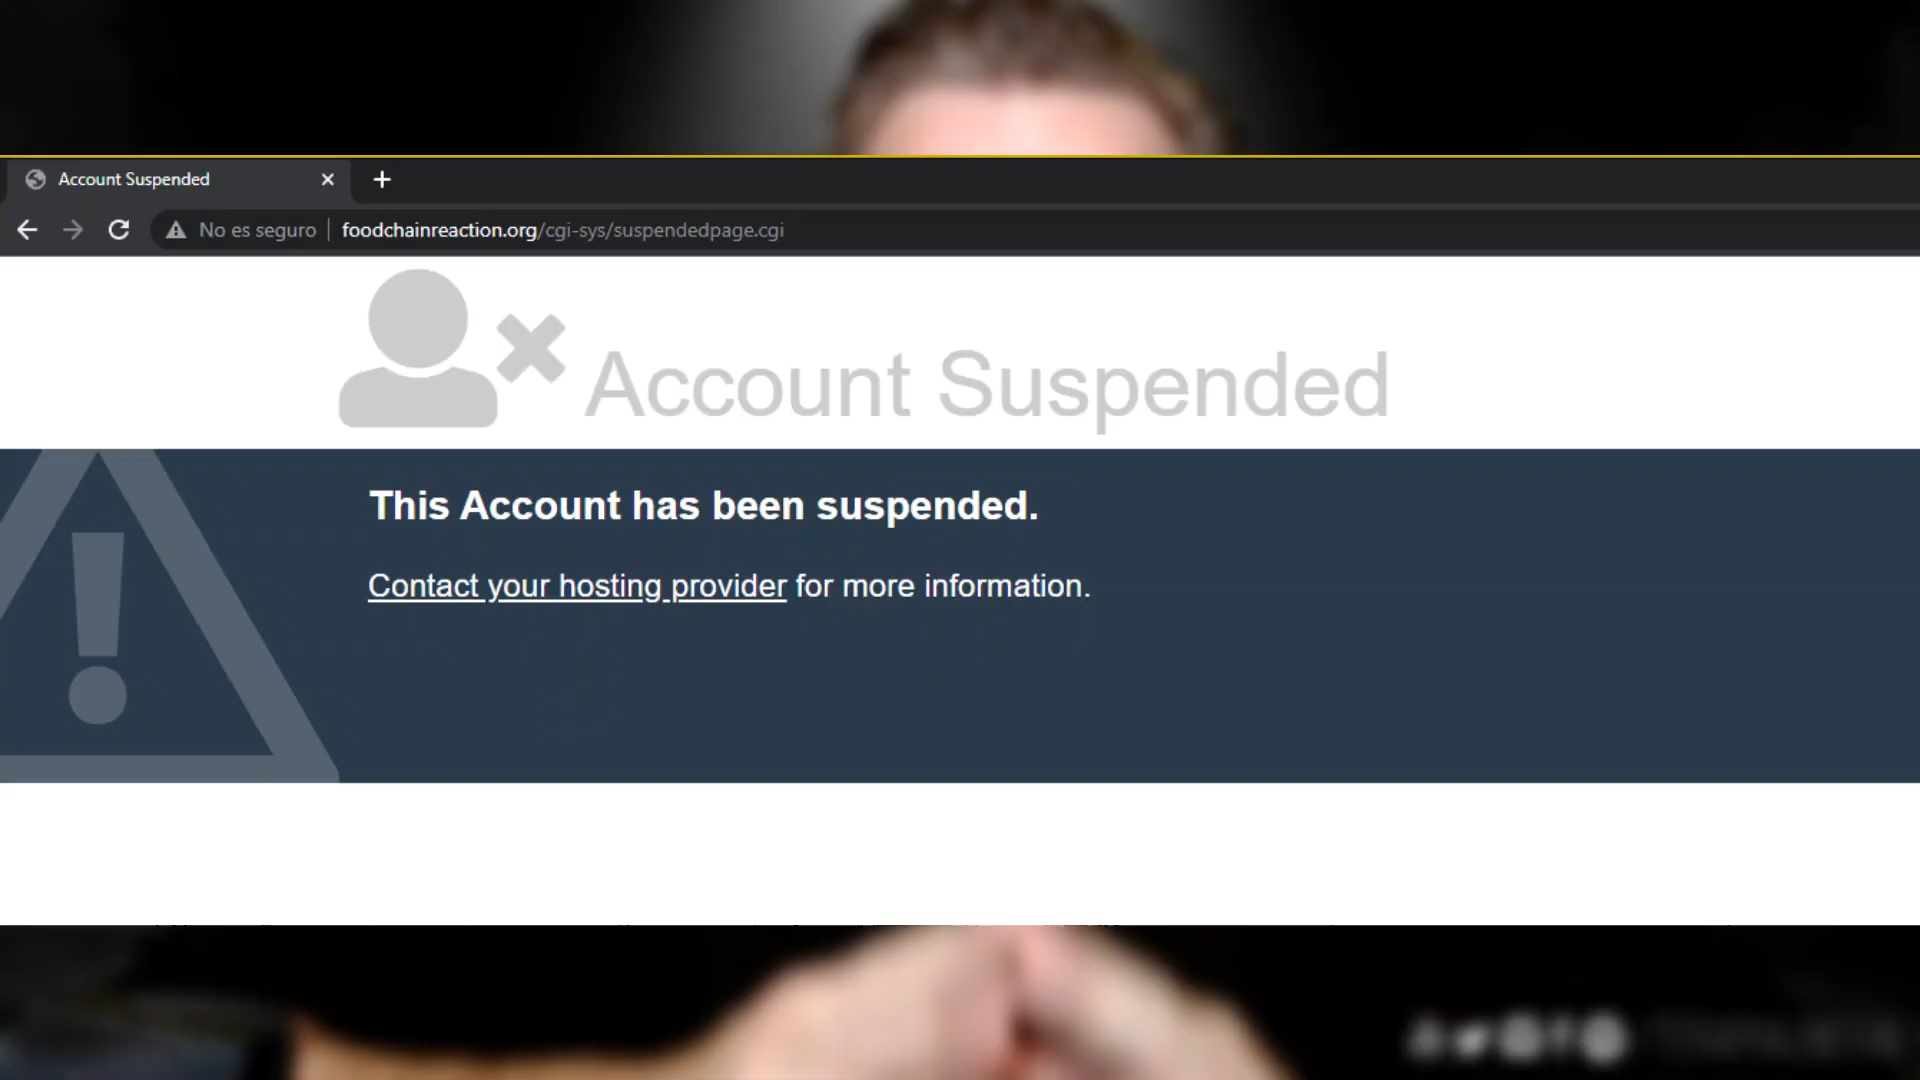 Account Suspended
No es seguro | foodchainreaction.org/cgi-sys/suspendedpage.cgi
Account Suspended
This Account has been suspended.
Contact your hosting provider for more information.